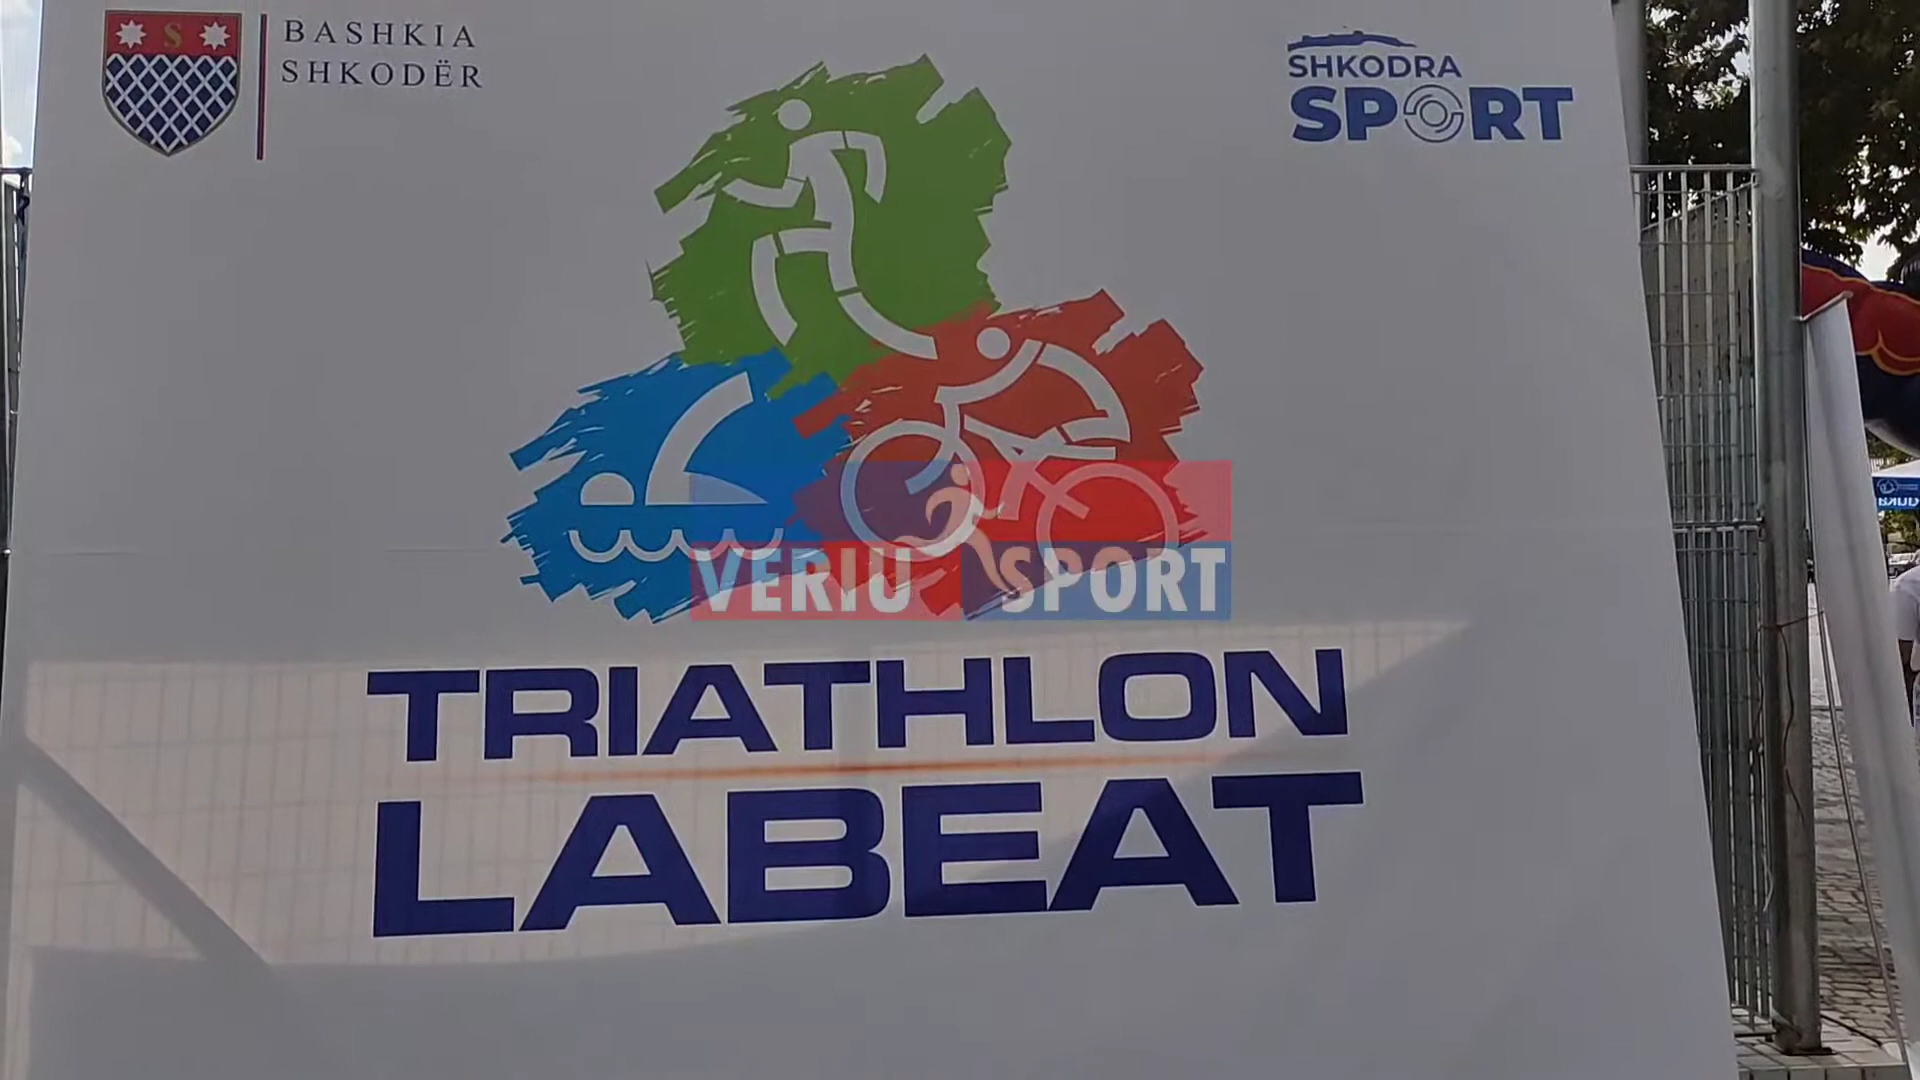 BASHKIA
SHKODËR
S
SHKODRA
SPORT
VERIU SPORT
TRIATHLON
LABEAT